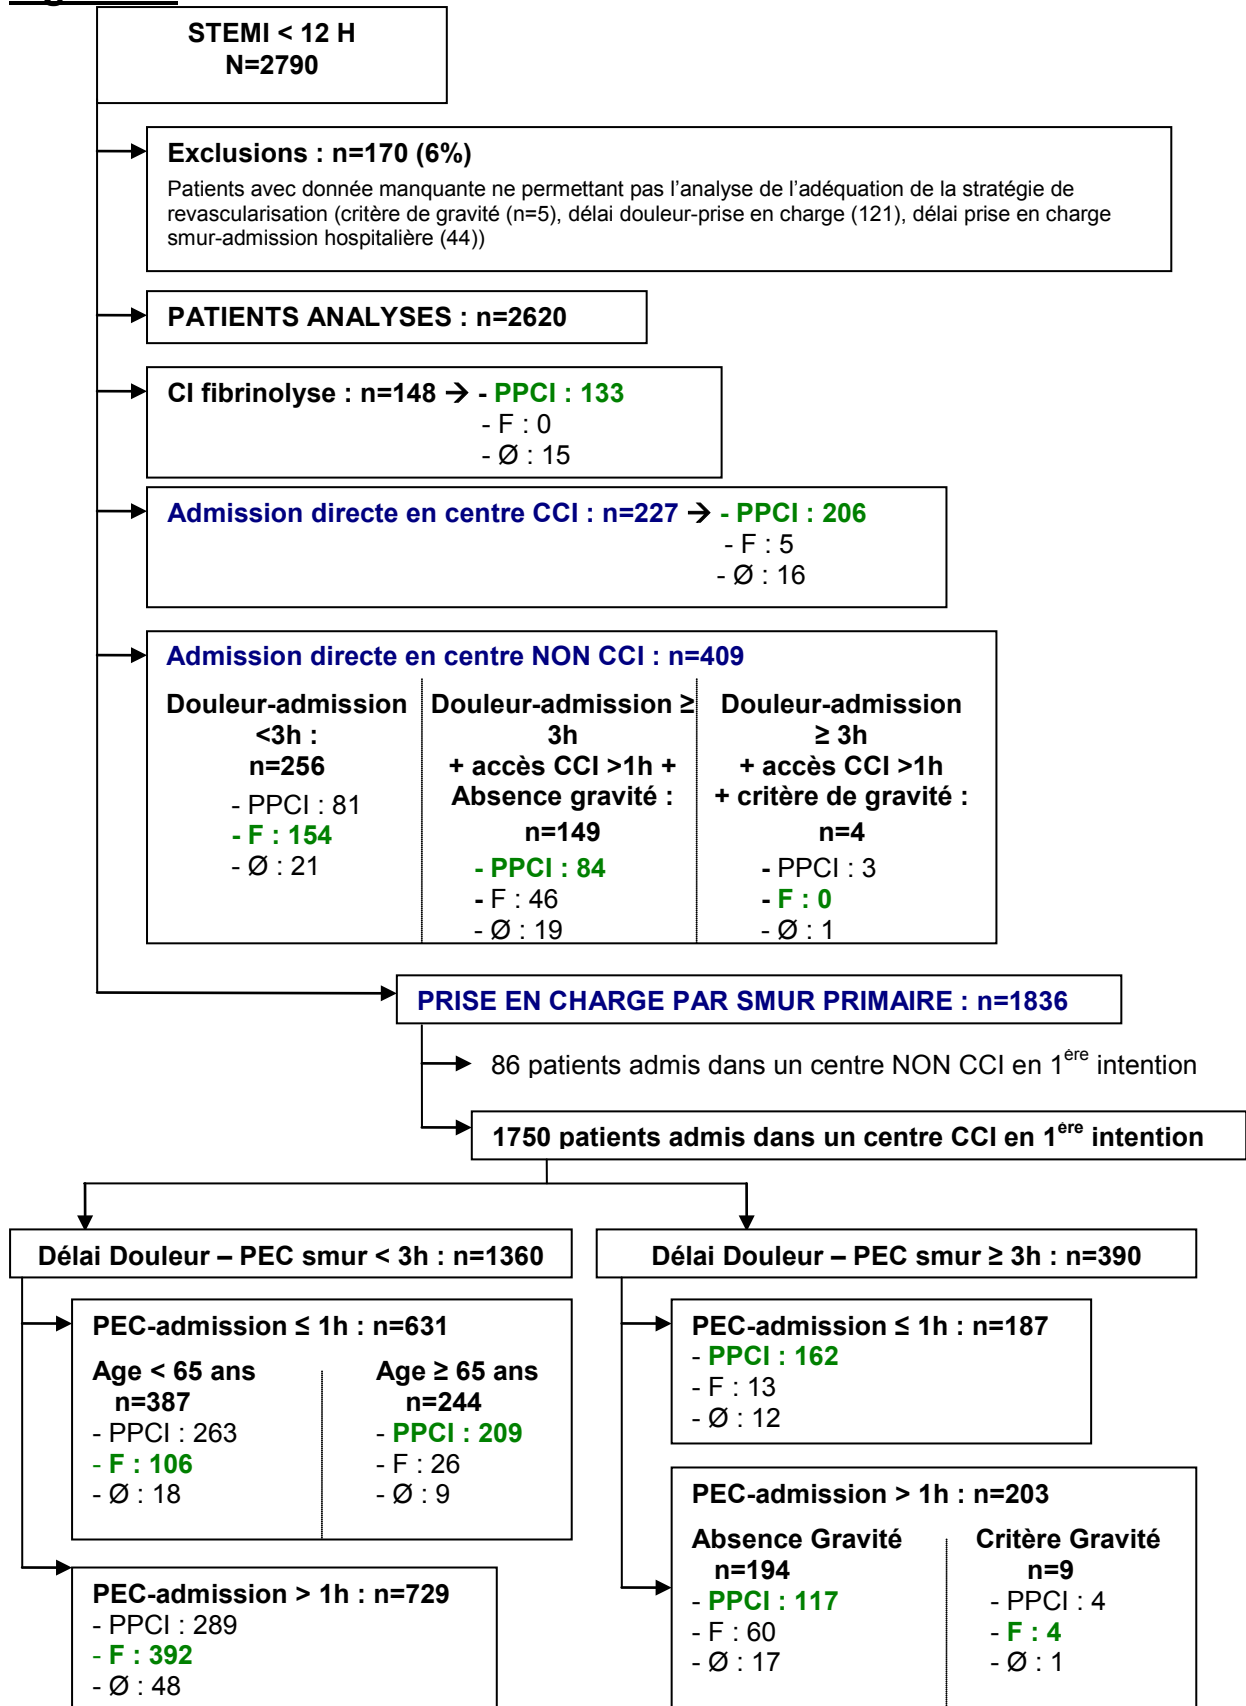 STEMI < 12 H
N=2790
Exclusions : n=170 (6%)
Patients avec donnée manquante ne permettant pas l’analyse de l’adéquation de la stratégie de
revascularisation (critère de gravité (n=5), délai douleur-prise en charge (121), délai prise en charge
smur-admission hospitalière (44))
PATIENTS ANALYSES : n=2620
CI fibrinolyse : n=148 → - PPCI : 133
- F : 0
- Ø : 15
Admission directe en centre CCI : n=227 → - PPCI : 206
- F : 5
- Ø : 16
Admission directe en centre NON CCI : n=409
Douleur-admission
<3h :
n=256
- PPCI : 81
- F : 154
- Ø : 21
Douleur-admission ≥
3h
+ accès CCI >1h +
Absence gravité :
n=149
- PPCI : 84
- F : 46
- Ø : 19
Douleur-admission
≥ 3h
+ accès CCI >1h
+ critère de gravité :
n=4
- PPCI : 3
- F : 0
- Ø : 1
PRISE EN CHARGE PAR SMUR PRIMAIRE : n=1836
86 patients admis dans un centre NON CCI en 1ère intention
1750 patients admis dans un centre CCI en 1ère intention
Délai Douleur – PEC smur < 3h : n=1360
PEC-admission ≤ 1h : n=631
Age < 65 ans
n=387
- PPCI : 263
- F : 106
- Ø : 18
Age ≥ 65 ans
n=244
- PPCI : 209
- F : 26
- Ø : 9
PEC-admission > 1h : n=729
- PPCI : 289
- F : 392
- Ø : 48
Délai Douleur – PEC smur ≥ 3h : n=390
PEC-admission ≤ 1h : n=187
- PPCI : 162
- F : 13
- Ø : 12
PEC-admission > 1h : n=203
Absence Gravité
n=194
- PPCI : 117
- F : 60
- Ø : 17
Critère Gravité
n=9
- PPCI : 4
- F : 4
- Ø : 1